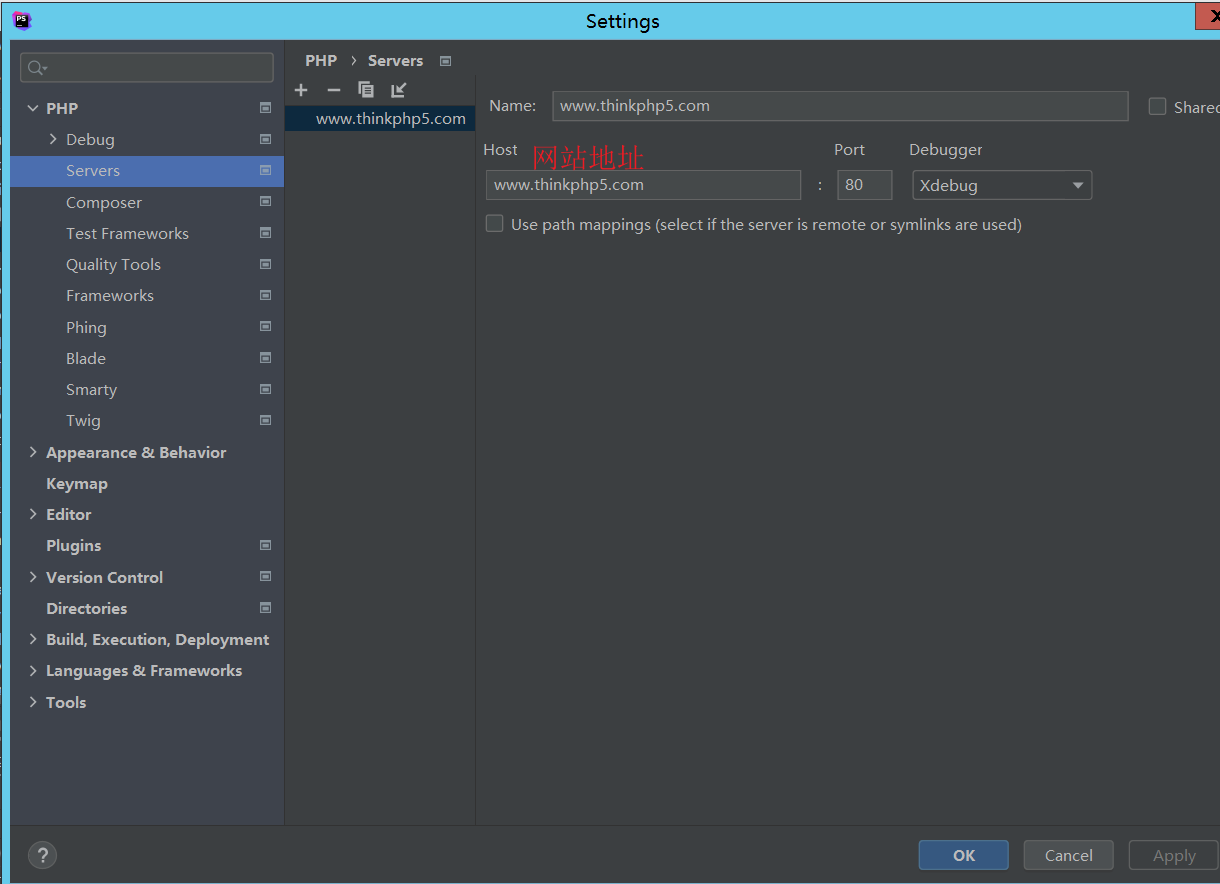 PS
Settings
X
PHP
Debug
Servers
Composer
Test Frameworks
Quality Tools
Frameworks
Phing
Blade
Smarty
Twig
Appearance & Behavior
Keymap
Editor
Plugins
Version Control
Directories
Build, Execution, Deployment
Languages & Frameworks
Tools
PHP > Servers
www.thinkphp5.com
Name: www.thinkphp5.com Shared
Host 网站地址 Port Debugger
www.thinkphp5.com : 80 Xdebug
Use path mappings (select if the server is remote or symlinks are used)
? OK Cancel Apply